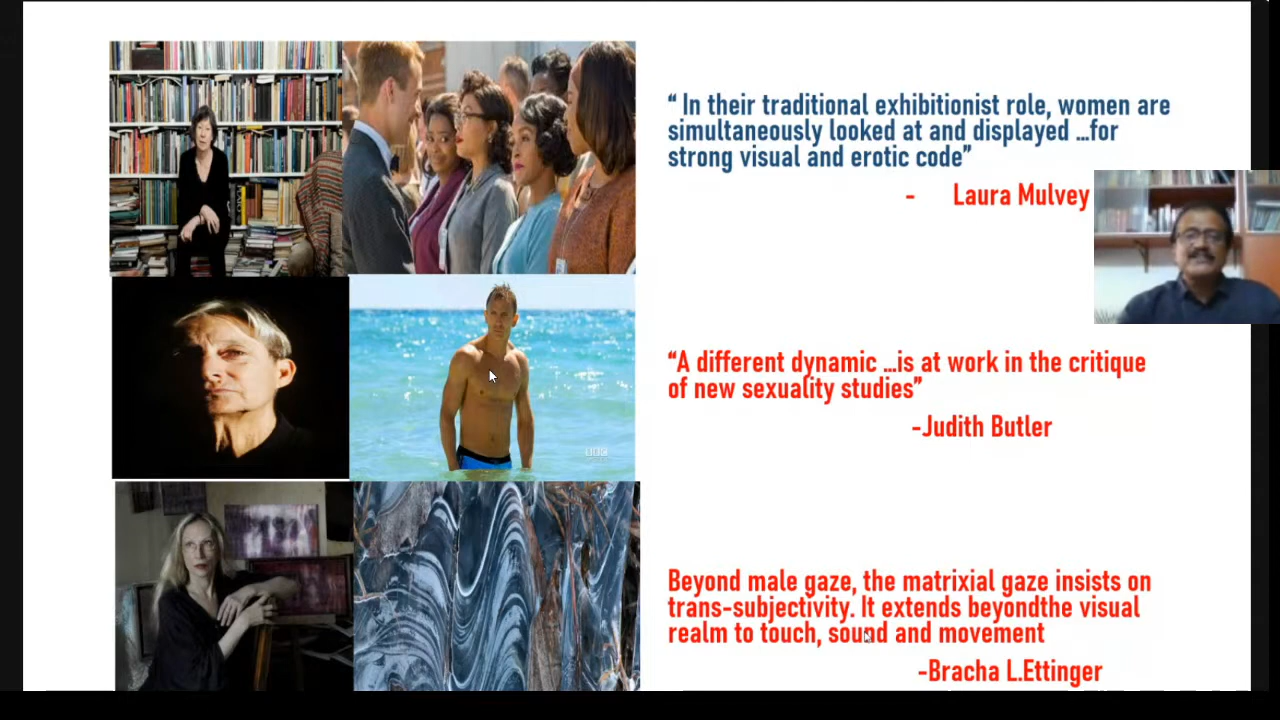 “ In their traditional exhibitionist role, women are
simultaneously looked at and displayed ...for
strong visual and erotic code”
- Laura Mulvey
“A different dynamic ...is at work in the critique
of new sexuality studies”
-Judith Butler
BBC
Beyond male gaze, the matrixial gaze insists on
trans-subjectivity. It extends beyondthe visual
realm to touch, sound and movement
-Bracha L.Ettinger